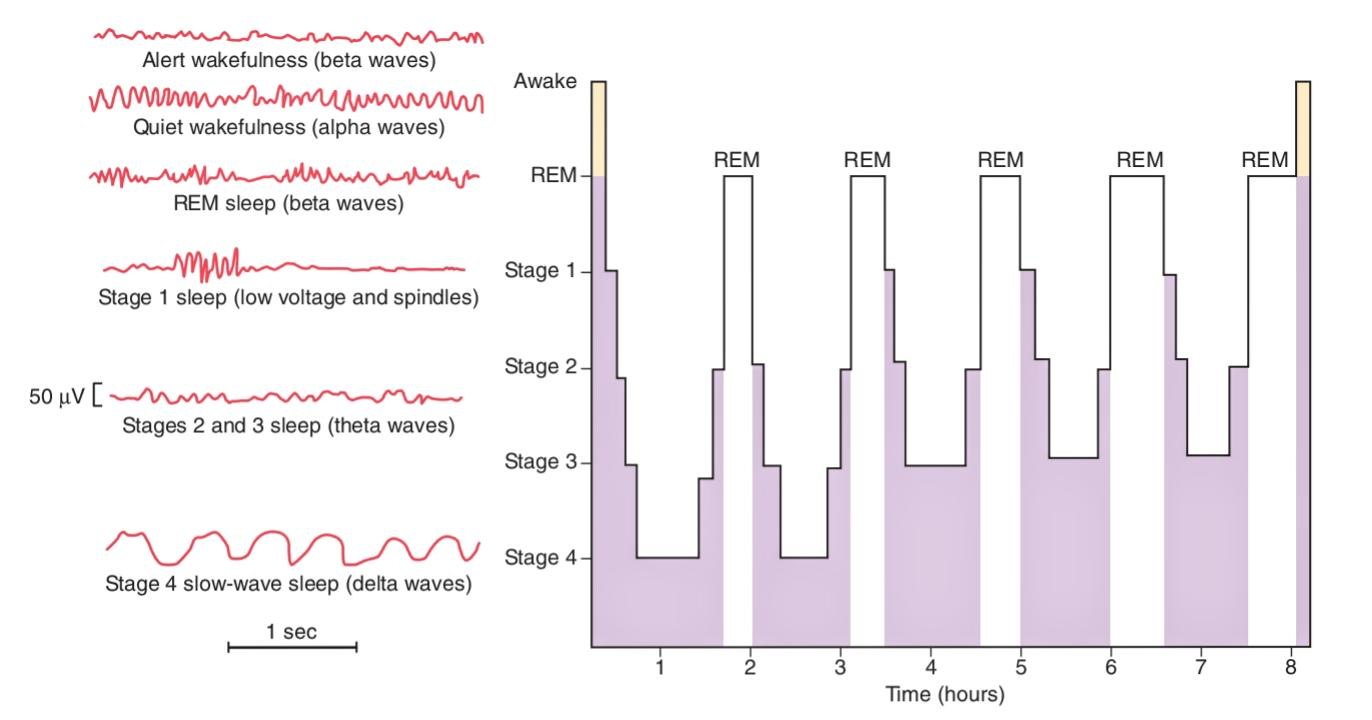 Alert wakefulness (beta waves)
Quiet wakefulness (alpha waves)
REM sleep (beta waves)
Stage 1 sleep (low voltage and spindles)
50 μV
Stages 2 and 3 sleep (theta waves)
Stage 4 slow-wave sleep (delta waves)
1 sec
Awake
REM
Stage 1
Stage 2
Stage 3
Stage 4
REM REM REM REM REM
1 2 3 4 5 6 7 8
Time (hours)